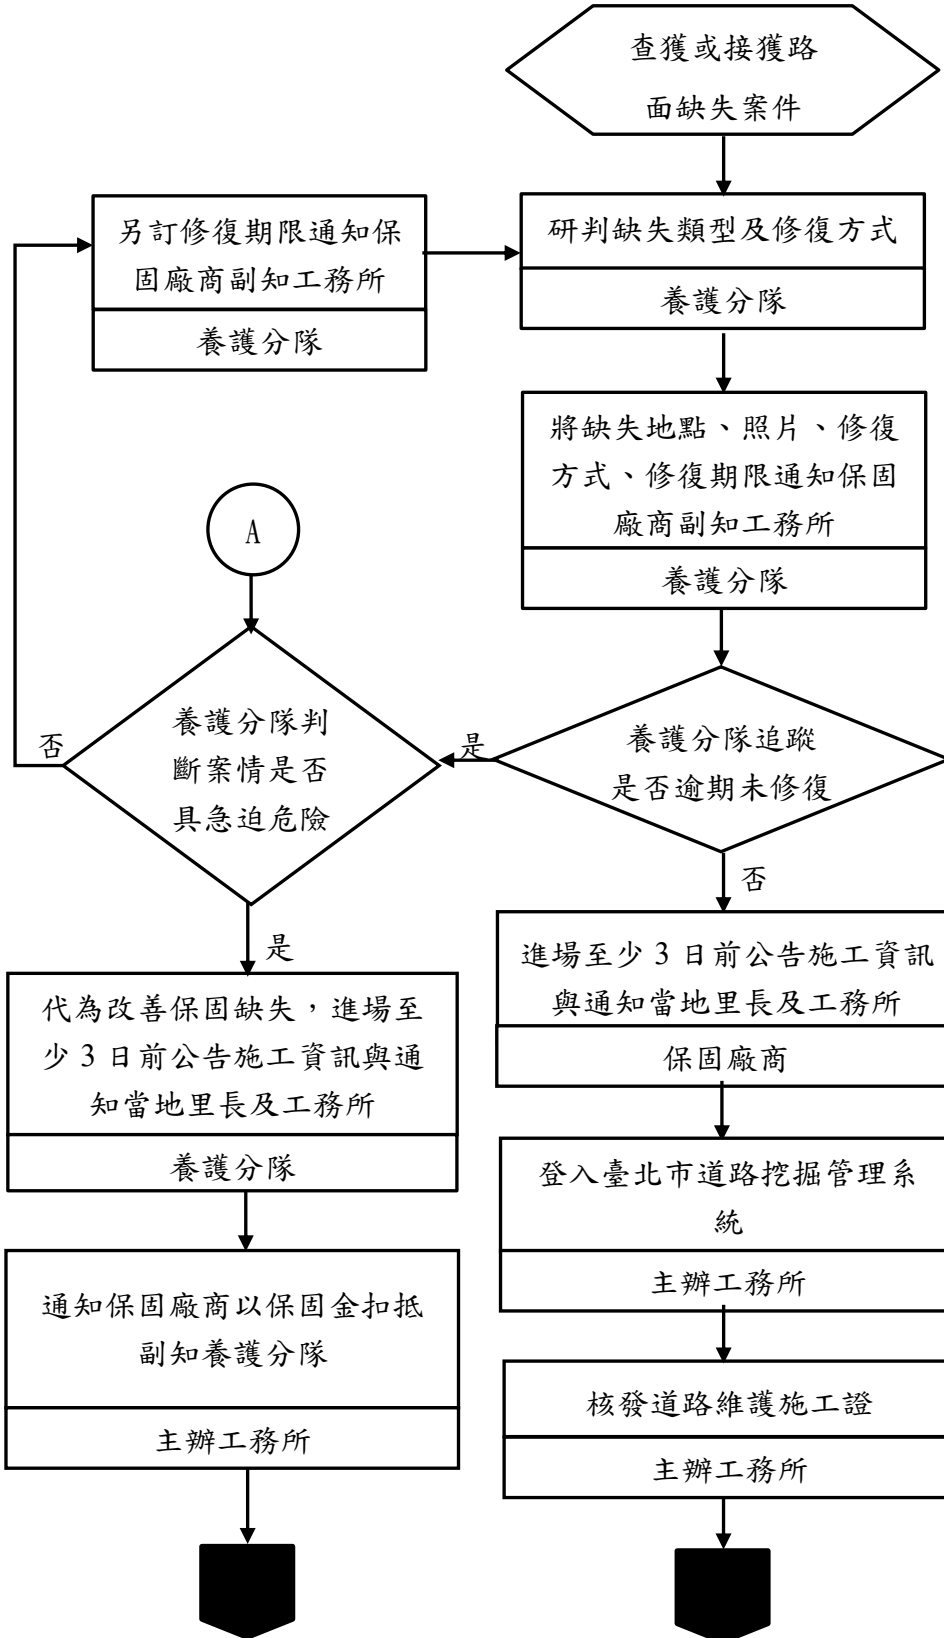 查獲或接獲路
面缺失案件
另訂修復期限通知保
固廠商副知工務所
養護分隊
研判缺失類型及修復方式
養護分隊
將缺失地點、照片、修復
方式、修復期限通知保固
廠商副知工務所
養護分隊
A
養護分隊判
斷案情是否
具急迫危險
否
是
養護分隊追蹤
是否逾期未修復
否
是
進場至少 3 日前公告施工資訊
與通知當地里長及工務所
保固廠商
代為改善保固缺失，進場至
少 3 日前公告施工資訊與通
知當地里長及工務所
養護分隊
登入臺北市道路挖掘管理系
統
主辦工務所
通知保固廠商以保固金扣抵
副知養護分隊
主辦工務所
核發道路維護施工證
主辦工務所